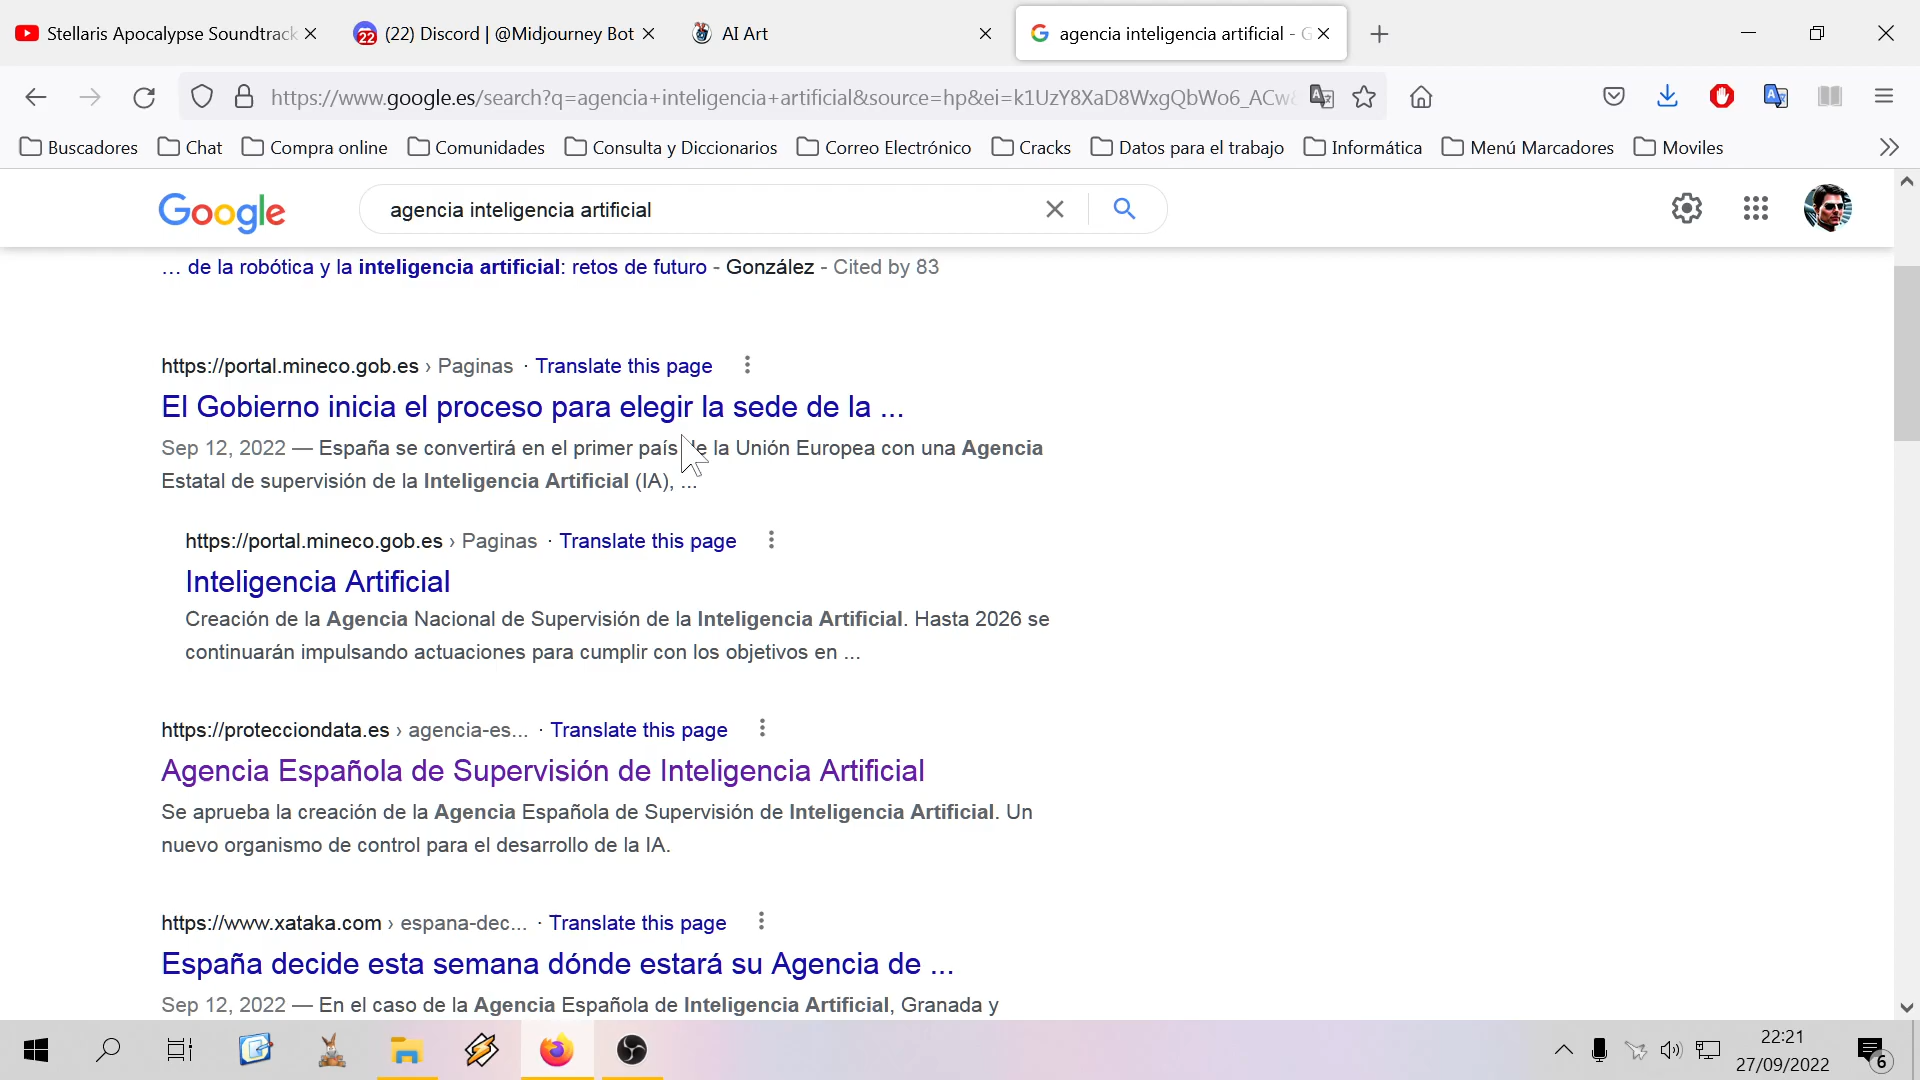 Stellaris Apocalypse Soundtrack
22
(22) Discord | @Midjourney Bot
AI Art
agencia inteligencia artificial - G
https://www.google.es/search?q=agencia+inteligencia+artificial&source=hp&ei=k1UzY8XaD8WxgQbWo6_ACw&
Buscadores
Chat
Compra online
Comunidades
Consulta y Diccionarios
Correo Electrónico
Cracks
Datos para el trabajo
Informática
Menú Marcadores
Moviles
Google
agencia inteligencia artificial
... de la robótica y la inteligencia artificial: retos de futuro - González - Cited by 83
https://portal.mineco.gob.es › Paginas · Translate this page
El Gobierno inicia el proceso para elegir la sede de la ...
Sep 12, 2022 — España se convertirá en el primer país de la Unión Europea con una Agencia
Estatal de supervisión de la Inteligencia Artificial (IA), ...
https://portal.mineco.gob.es › Paginas · Translate this page
Inteligencia Artificial
Creación de la Agencia Nacional de Supervisión de la Inteligencia Artificial. Hasta 2026 se
continuarán impulsando actuaciones para cumplir con los objetivos en ...
https://protecciondata.es › agencia-es... · Translate this page
Agencia Española de Supervisión de Inteligencia Artificial
Se aprueba la creación de la Agencia Española de Supervisión de Inteligencia Artificial. Un
nuevo organismo de control para el desarrollo de la IA.
https://www.xataka.com › espana-dec... · Translate this page
España decide esta semana dónde estará su Agencia de ...
Sep 12, 2022 — En el caso de la Agencia Española de Inteligencia Artificial, Granada y
22:21
27/09/2022
6